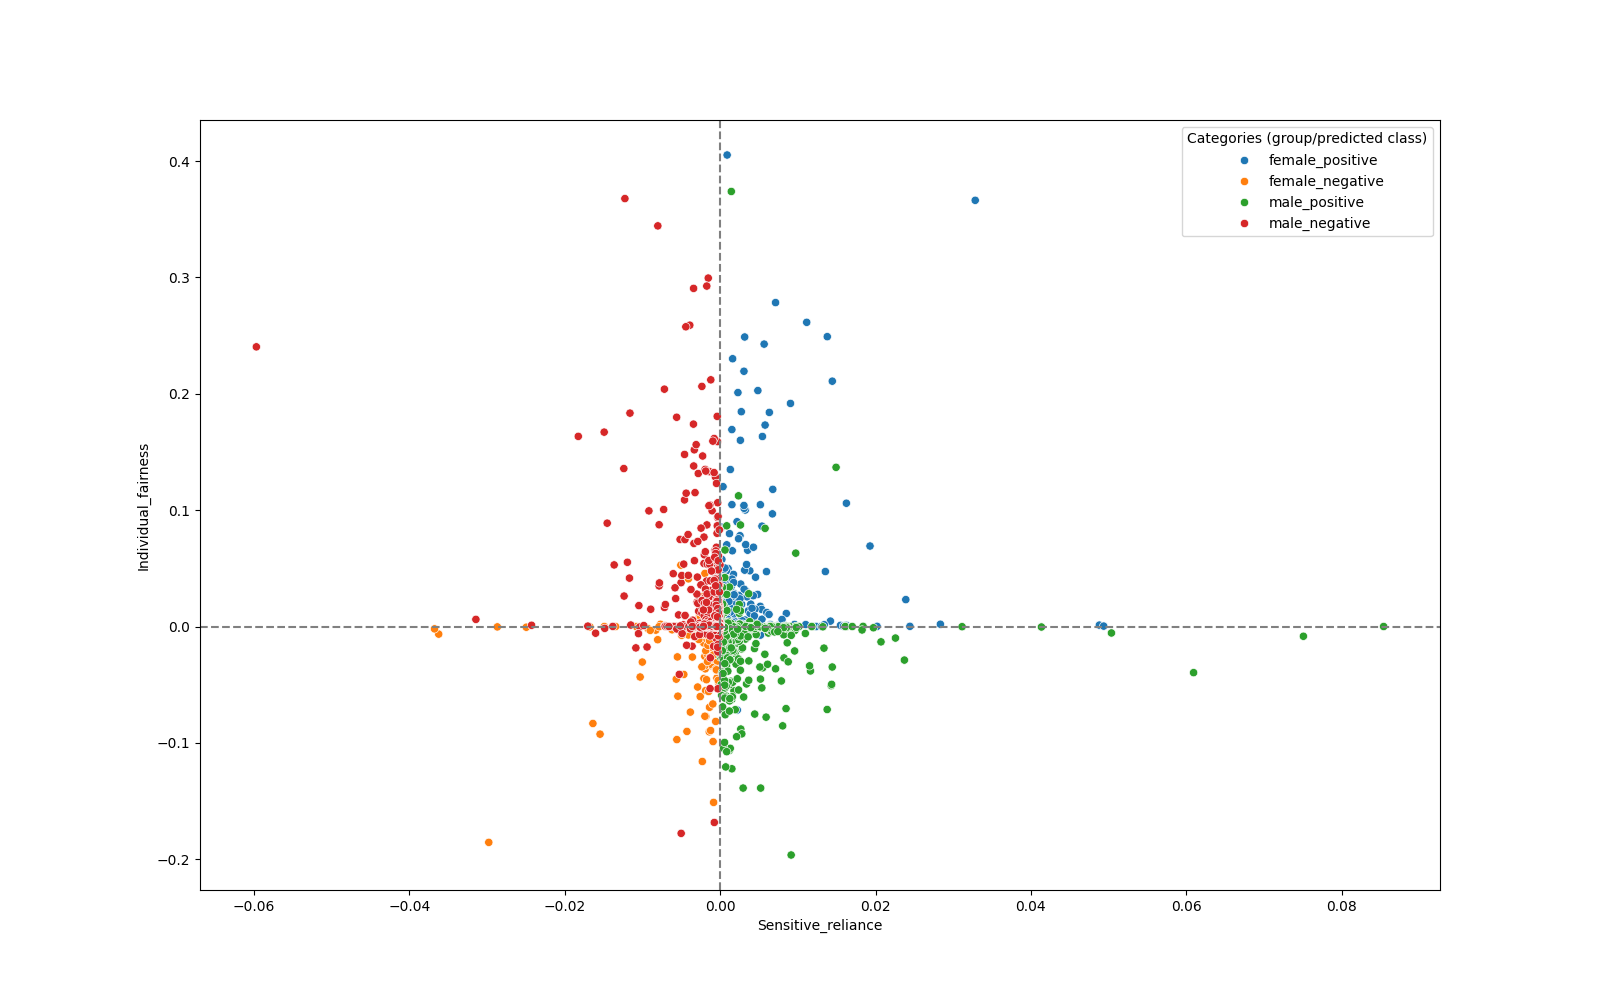 Categories (group/predicted class)
female_positive
female_negative
male_positive
male_negative
0.4
0.3
0.2
0.1
0.0
−0.1
−0.2
Individual_fairness
−0.06
−0.04
−0.02
0.00
0.02
0.04
0.06
0.08
Sensitive_reliance